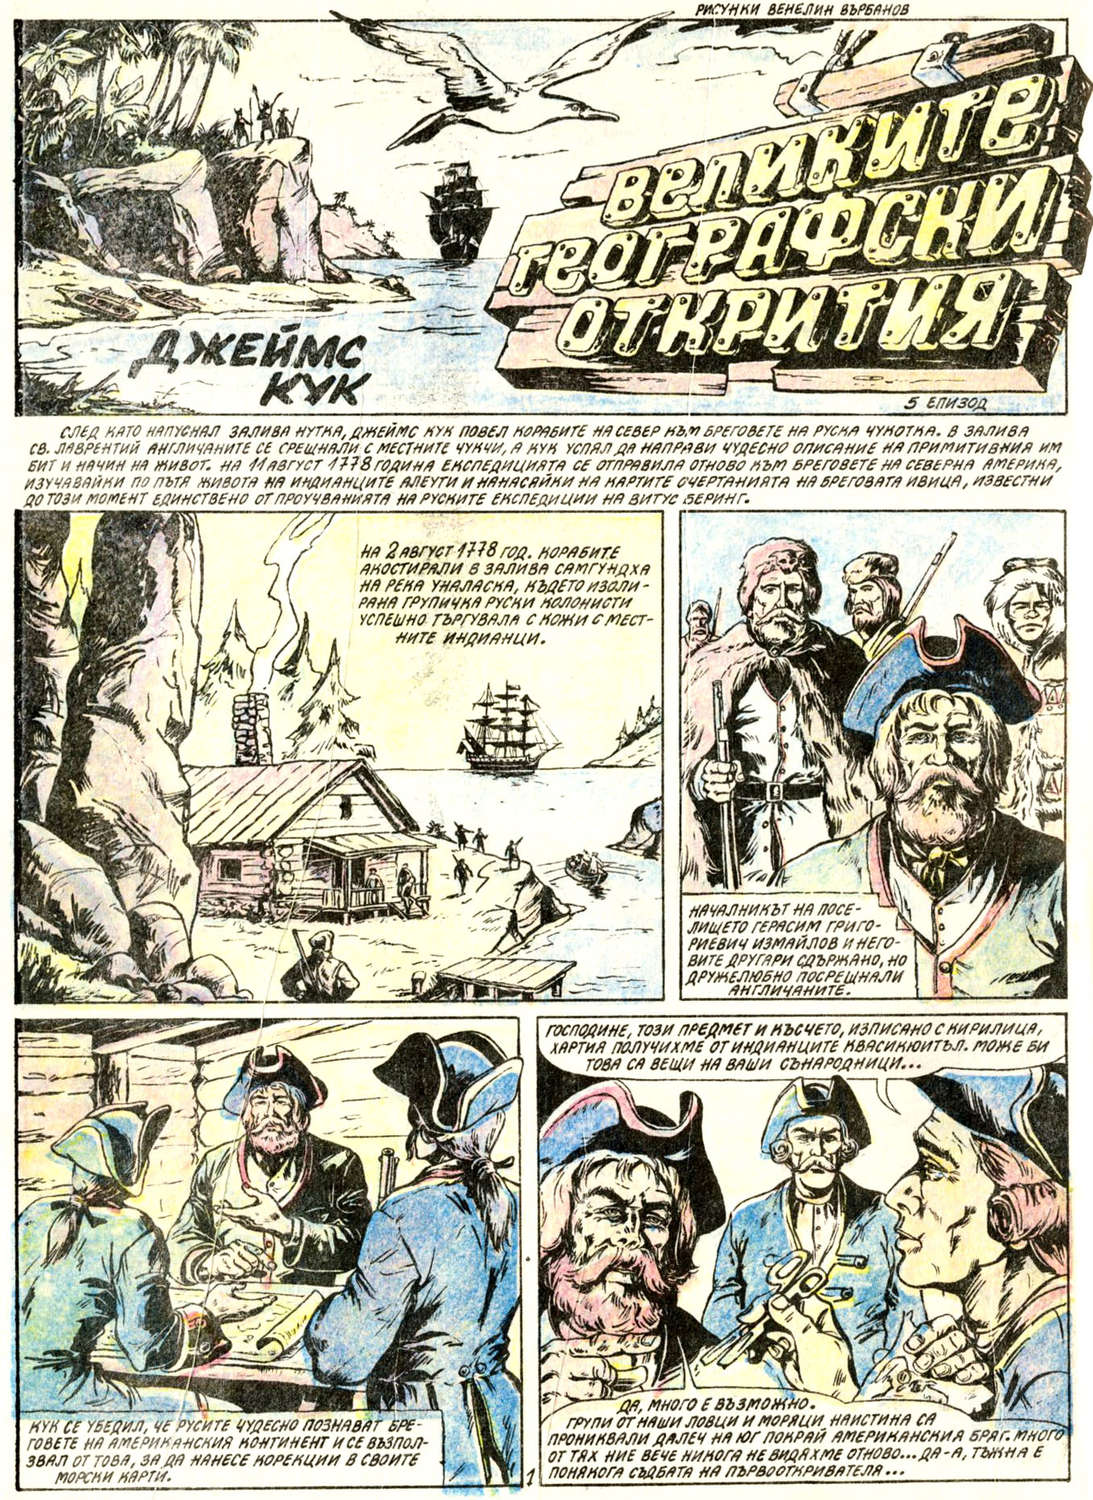 РИСУНКИ ВЕНЕЛИН ВЪРБАНОВ
ВЕЛИКИТЕ
ГЕОГРАФСКИ
ОТКРИТИЯ
ДЖЕЙМС
КУК
5 ЕПИЗОД
СЛЕД КАТО НАПУСНАЛ ЗАЛИВА НУТКА, ДЖЕЙМС КУК ПОВЕЛ КОРАБИТЕ НА СЕВЕР КЪМ БРЕГОВЕТЕ НА РУСКА ЧУКОТКА. В ЗАЛИВА
СВ. ЛАВРЕНТИЙ АНГЛИЧАНИТЕ СЕ СРЕЩНАЛИ С МЕСТНИТЕ ЧУКЧИ, А КУК УСПЯЛ ДА НАПРАВИ ЧУДЕСНО ОПИСАНИЕ НА ПРИМИТИВНИЯ ИМ
БИТ И НАЧИН НА ЖИВОТ. НА 11 АВГУСТ 1778 ГОДИНА ЕКСПЕДИЦИЯТА СЕ ОТПРАВИЛА ОТНОВО КЪМ БРЕГОВЕТЕ НА СЕВЕРНА АМЕРИКА,
ИЗУЧАВАЙКИ ПО ПЪТЯ ЖИВОТА НА ИНДИАНЦИТЕ АЛЕУТИ И НАНАСЯЙКИ НА КАРТИТЕ ОЧЕРТАНИЯТА НА БРЕГОВАТА ИВИЦА, ИЗВЕСТНИ
ДО ТОЗИ МОМЕНТ ЕДИНСТВЕНО ОТ ПРОУЧВАНИЯТА НА РУСКИТЕ ЕКСПЕДИЦИИ НА ВИТУС БЕРИНГ.
НА 2 АВГУСТ 1778 ГОД. КОРАБИТЕ
АКОСТИРАЛИ В ЗАЛИВА САМГУНДХА
НА РЕКА УНАЛАСКА, КЪДЕТО ИЗОЛИ-
РАНА ГРУПИЧКА РУСКИ КОЛОНИСТИ
УСПЕШНО ТЪРГУВАЛА С КОЖИ С МЕСТ-
НИТЕ ИНДИАНЦИ.
НАЧАЛНИКЪТ НА ПОСЕ-
ЛИЩЕТО ГЕРАСИМ ГРИГО-
РИЕВИЧ ИЗМАЙЛОВ И НЕГО-
ВИТЕ ДРУГАРИ СДЪРЖАНО, НО
ДРУЖЕЛЮБНО ПОСРЕЩНАЛИ
АНГЛИЧАНИТЕ.
КУК СЕ УБЕДИЛ, ЧЕ РУСИТЕ ЧУДЕСНО ПОЗНАВАТ БРЕ-
ГОВЕТЕ НА АМЕРИКАНСКИЯ КОНТИНЕНТ И СЕ ВЪЗПОЛ-
ЗВАЛ ОТ ТОВА, ЗА ДА НАНЕСЕ КОРЕКЦИИ В СВОИТЕ
МОРСКИ КАРТИ.
ГОСПОДИНЕ, ТОЗИ ПРЕДМЕТ И КЪСЧЕТО, ИЗПИСАНО С КИРИЛИЦА,
ХАРТИЯ ПОЛУЧИХМЕ ОТ ИНДИАНЦИТЕ КВАСИКЮИТЪЛ. МОЖЕ БИ
ТОВА СА ВЕЩИ НА ВАШИ СЪНАРОДНИЦИ...
ДА, МНОГО Е ВЪЗМОЖНО.
ГРУПИ ОТ НАШИ ЛОВЦИ И МОРЯЦИ НАИСТИНА СА
ПРОНИКВАЛИ ДАЛЕЧ НА ЮГ ПОКРАЙ АМЕРИКАНСКИЯ БРЯГ. МНОГО
ОТ ТЯХ НИЕ ВЕЧЕ НИКОГА НЕ ВИДЯХМЕ ОТНОВО... ДА-А, ТЪЖНА Е
ПОНЯКОГА СЪДБАТА НА ПЪРВООТКРИВАТЕЛЯ...
1